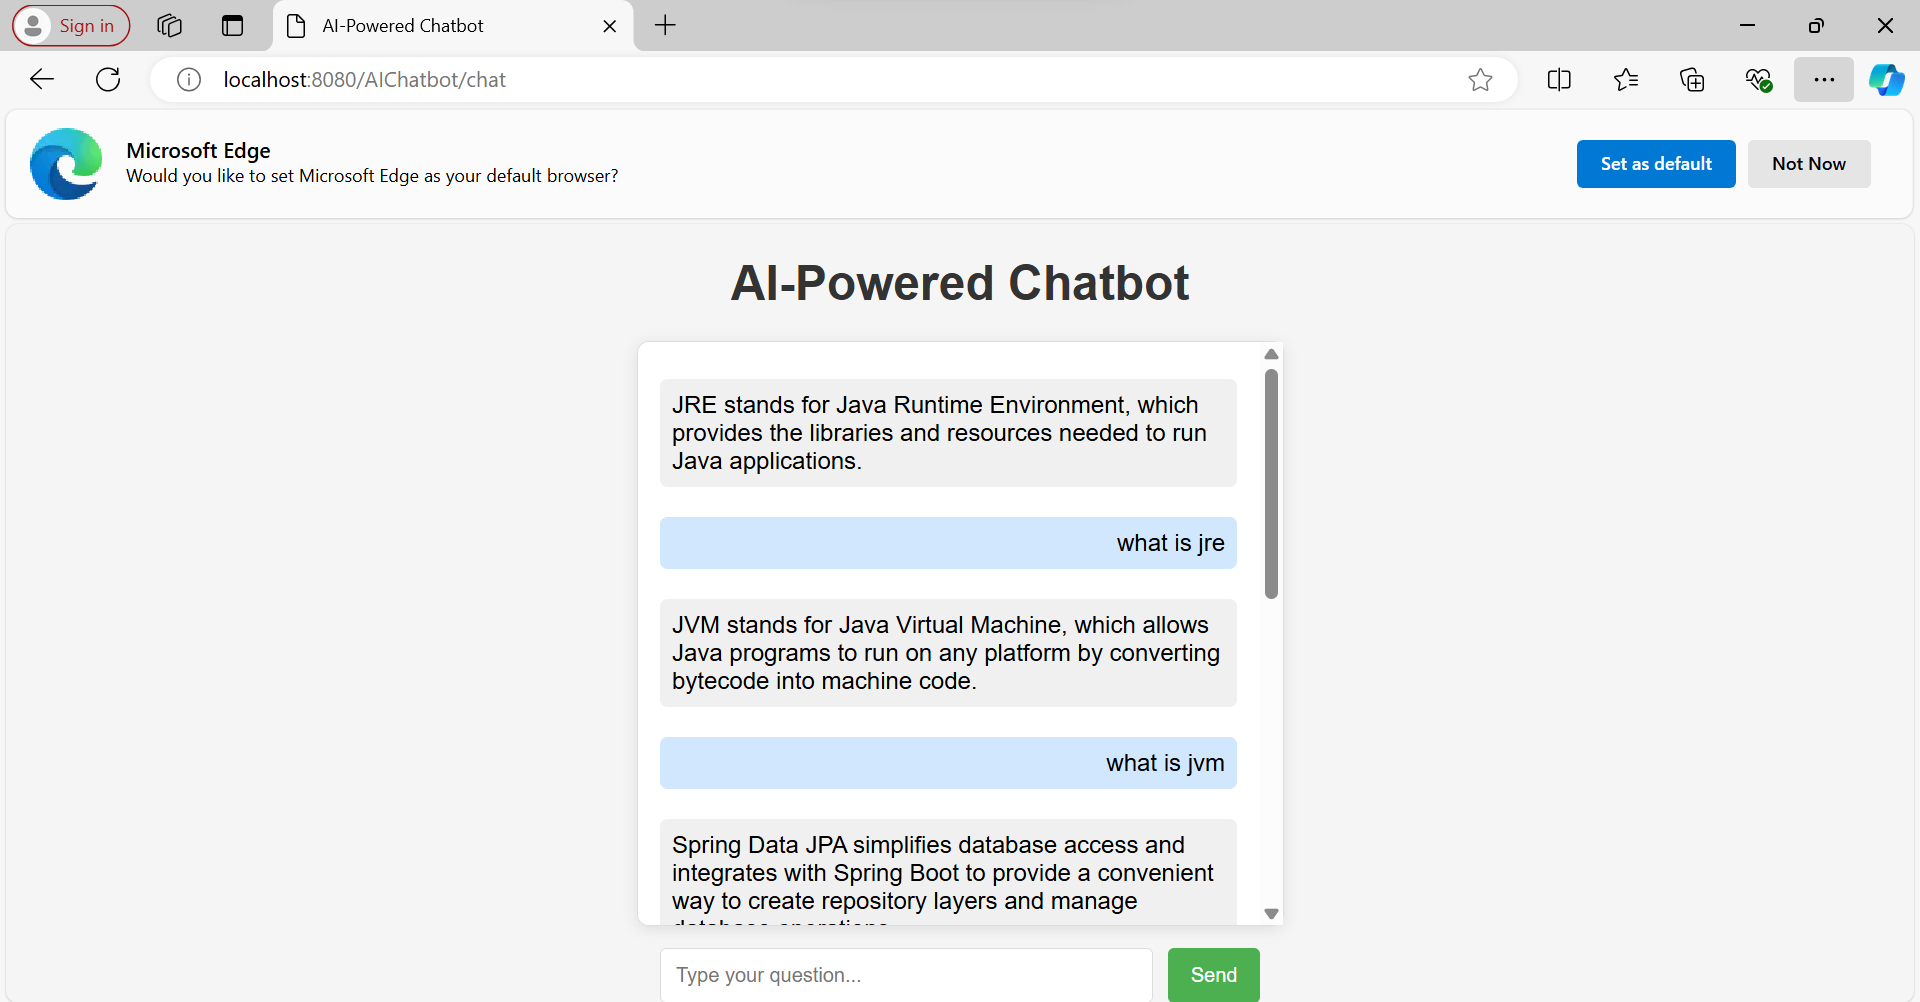 Sign in
AI-Powered Chatbot
localhost:8080/AIChatbot/chat
Microsoft Edge
Would you like to set Microsoft Edge as your default browser?
Set as default
Not Now
AI-Powered Chatbot
JRE stands for Java Runtime Environment, which
provides the libraries and resources needed to run
Java applications.
what is jre
JVM stands for Java Virtual Machine, which allows
Java programs to run on any platform by converting
bytecode into machine code.
what is jvm
Spring Data JPA simplifies database access and
integrates with Spring Boot to provide a convenient
way to create repository layers and manage
database operations.
Type your question...
Send